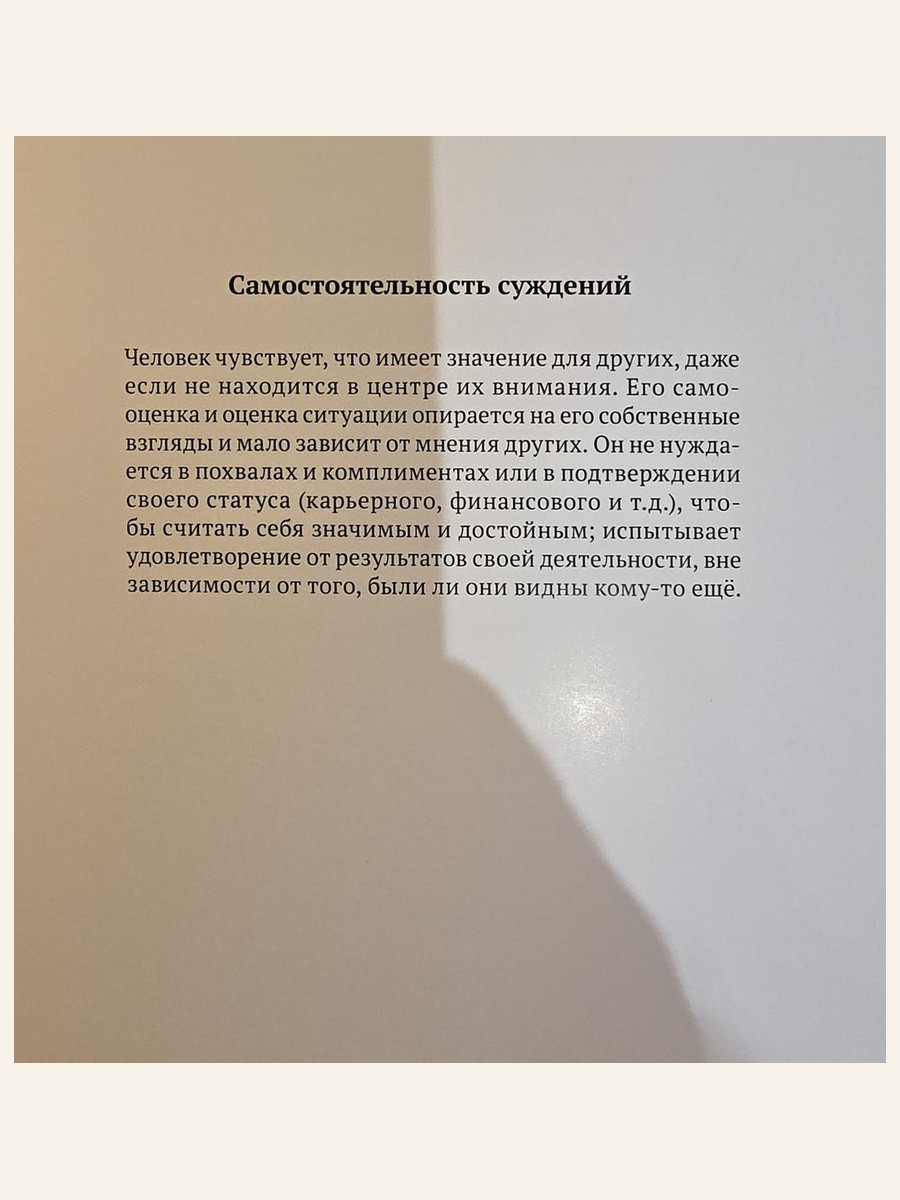 Самостоятельность суждений
Человек чувствует, что имеет значение для других, даже
если не находится в центре их внимания. Его само-
оценка и оценка ситуации опирается на его собственные
взгляды и мало зависит от мнения других. Он не нужда-
ется в похвалах и комплиментах или в подтверждении
своего статуса (карьерного, финансового и т.д.), что-
бы считать себя значимым и достойным; испытывает
удовлетворение от результатов своей деятельности, вне
зависимости от того, были ли они видны кому-то ещё.